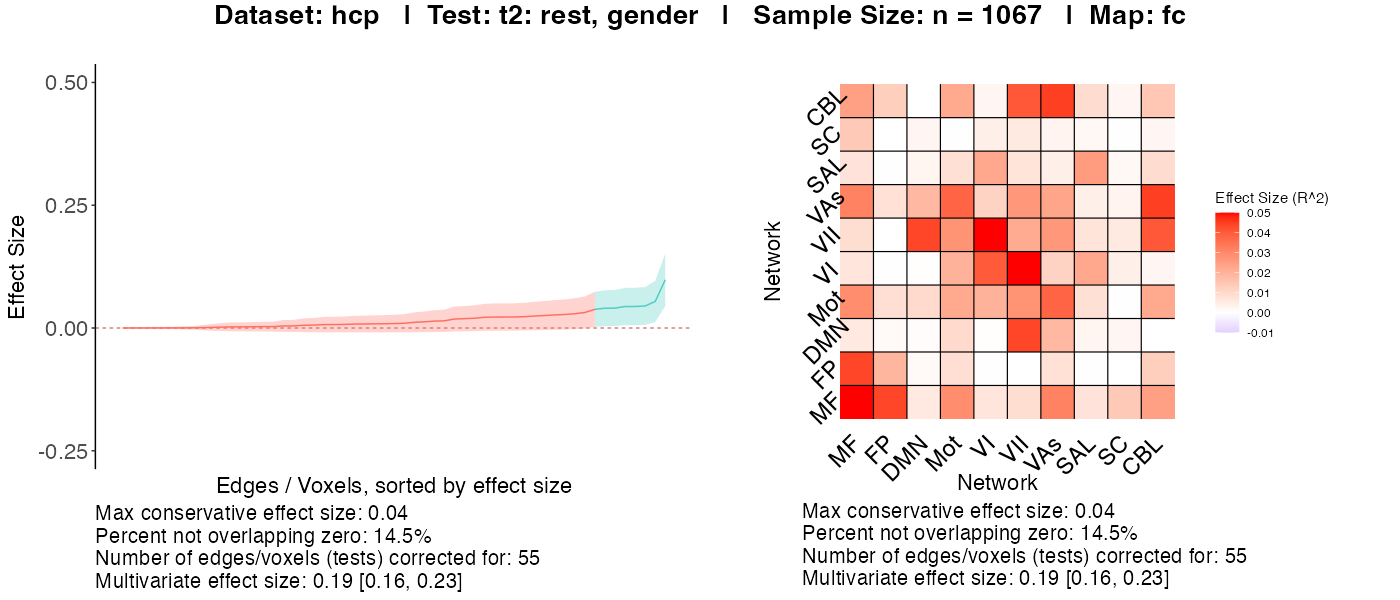 Dataset: hcp | Test: t2: rest, gender | Sample Size: n = 1067 | Map: fc
0.50
0.25
0.00
-0.25
Effect Size
Edges / Voxels, sorted by effect size
Max conservative effect size: 0.04
Percent not overlapping zero: 14.5%
Number of edges/voxels (tests) corrected for: 55
Multivariate effect size: 0.19 [0.16, 0.23]
Network
CBL
SC
SAL
VAs
VII
VI
Mot
DMN
FP
MF
MF FP DMN Mot VI VII VAs SAL SC CBL
Network
Effect Size (R^2)
0.05
0.04
0.03
0.02
0.01
0.00
-0.01
Max conservative effect size: 0.04
Percent not overlapping zero: 14.5%
Number of edges/voxels (tests) corrected for: 55
Multivariate effect size: 0.19 [0.16, 0.23]